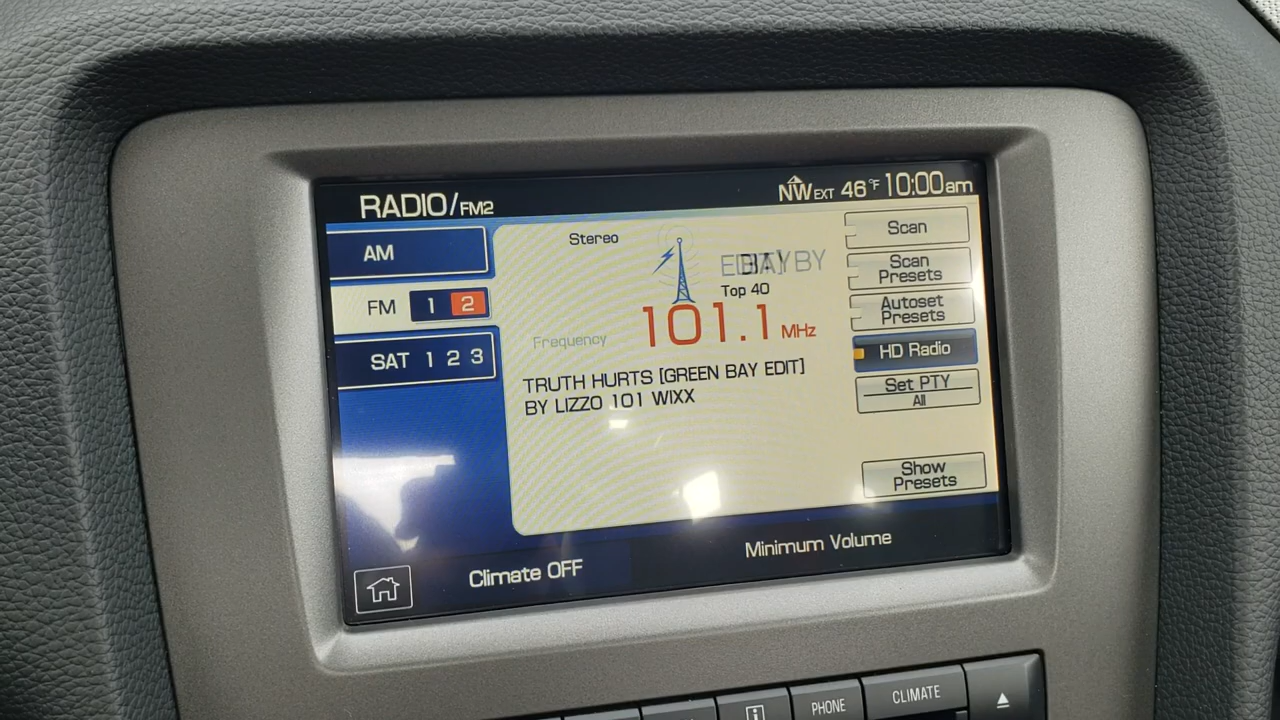 RADIO/FM2
NW EXT 46°F 10:00am
AM
FM 1 2
SAT 1 2 3
Stereo
Top 40
Frequency
101.1 MHz
TRUTH HURTS [GREEN BAY EDIT]
BY LIZZO 101 WIXX
Scan
Scan
Presets
Autoset
Presets
HD Radio
Set PTY
All
Show
Presets
Climate OFF
Minimum Volume
PHONE
CLIMATE